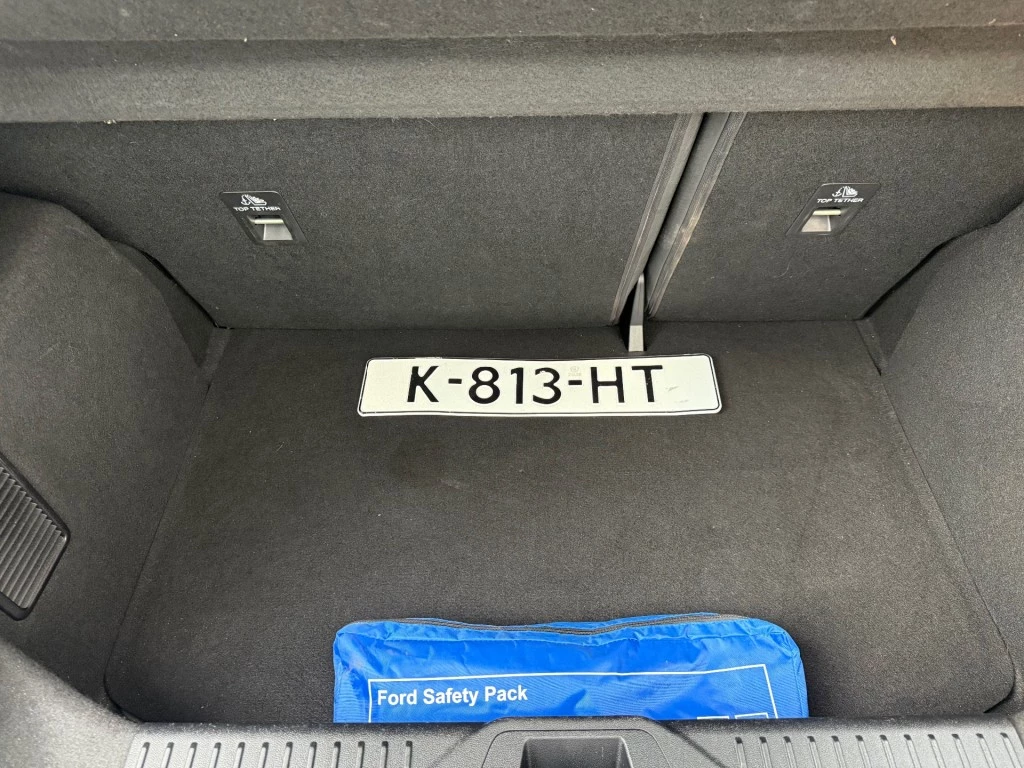 TOP TETHER
TOP TETHER
K-813-HT
Ford Safety Pack